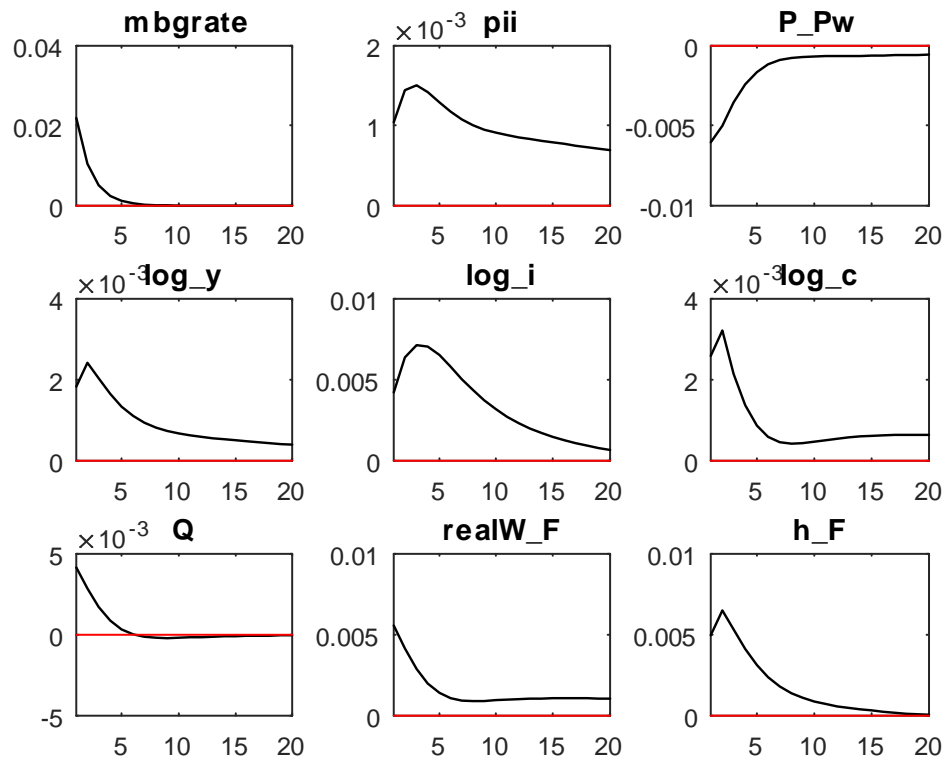 mbgrate
0.04
0.02
0
5 10 15 20
×10⁻³ pii
2
1
0
5 10 15 20
P_Pw
0
-0.005
-0.01
5 10 15 20
×10⁻³ log_y
4
2
0
5 10 15 20
log_i
0.01
0.005
0
5 10 15 20
×10⁻³ log_c
4
2
0
5 10 15 20
×10⁻³ Q
5
0
-5
5 10 15 20
realW_F
0.01
0.005
0
5 10 15 20
h_F
0.01
0.005
0
5 10 15 20